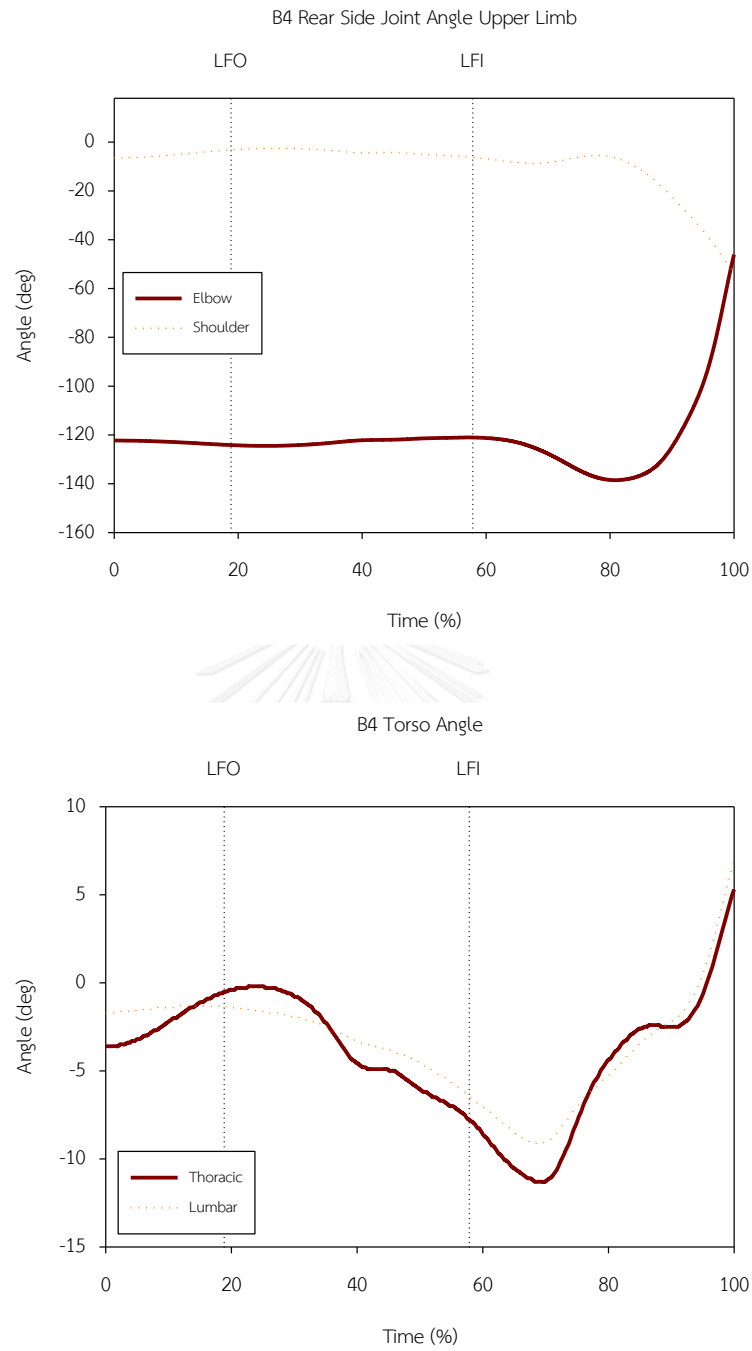 B4 Rear Side Joint Angle Upper Limb
LFO LFI
0
-20
-40
-60
-80
-100
-120
-140
-160
Angle (deg)
Elbow
Shoulder
0 20 40 60 80 100
Time (%)
B4 Torso Angle
LFO LFI
10
5
0
-5
-10
-15
Angle (deg)
Thoracic
Lumbar
0 20 40 60 80 100
Time (%)